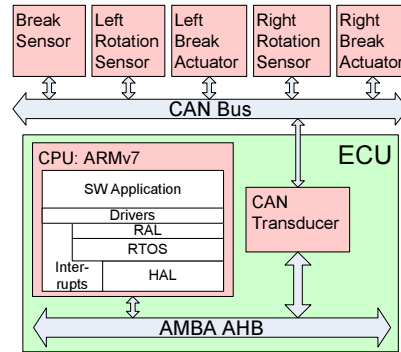 Break
Sensor
Left
Rotation
Sensor
Left
Break
Actuator
Right
Rotation
Sensor
Right
Break
Actuator
CAN Bus
ECU
CPU: ARMv7
SW Application
Drivers
RAL
RTOS
Inter-
rupts
HAL
CAN
Transducer
AMBA AHB